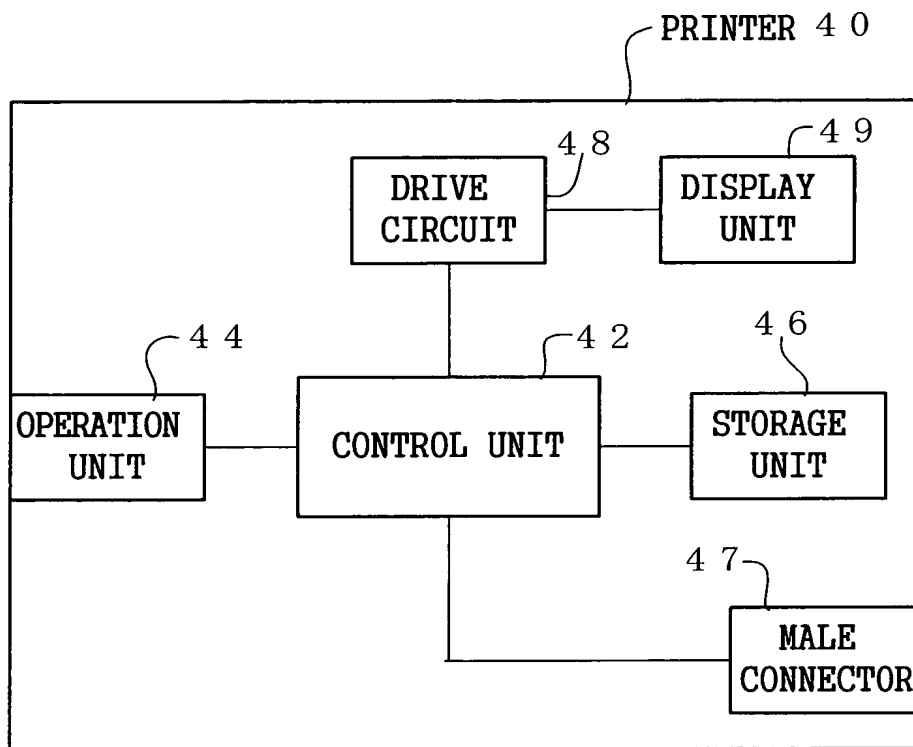 PRINTER 40
49
48
DRIVE
CIRCUIT
DISPLAY
UNIT
44
42
46
OPERATION
UNIT
CONTROL UNIT
STORAGE
UNIT
47
MALE
CONNECTOR